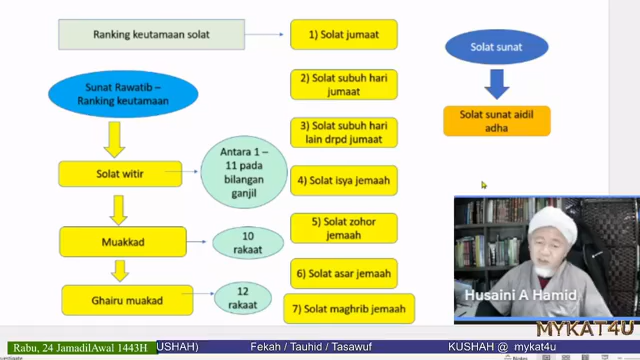 Ranking keutamaan solat
1) Solat jumaat
Solat sunat
Sunat Rawatib –
Ranking keutamaan
2) Solat subuh hari
jumaat
Solat sunat aidil
adha
3) Solat subuh hari
lain drpd jumaat
Solat witir
Antara 1 –
11 pada
bilangan
ganjil
4) Solat isya jemaah
5) Solat zohor
jemaah
Muakkad
10
rakaat
6) Solat asar jemaah
Ghairu muakad
12
rakaat
7) Solat maghrib jemaah
Husaini A Hamid
MYKAT4U
Rabu, 24 JamadilAwal 1443H
(USHAH)
Fekah / Tauhid / Tasawuf
KUSHAH @ mykat4u
Notes